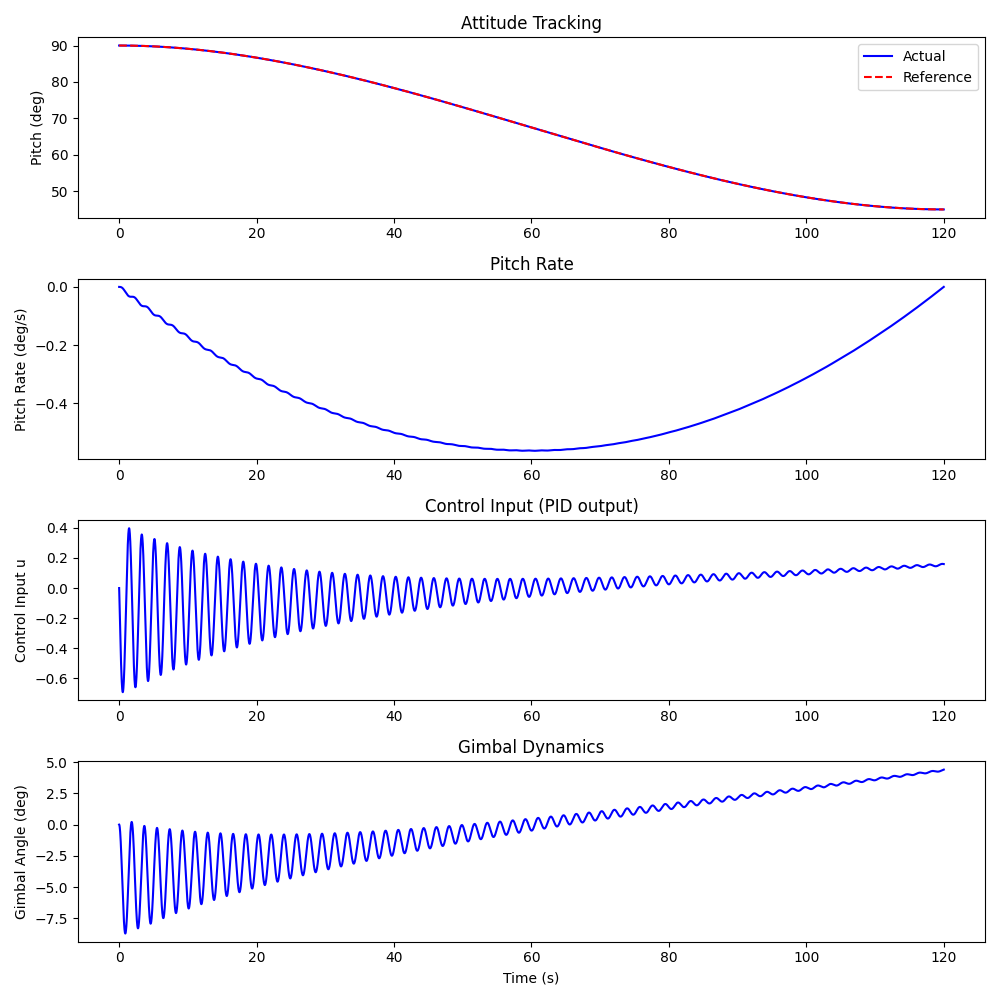 Attitude Tracking
Pitch (deg)
90
80
70
60
50
Actual
Reference
0 20 40 60 80 100 120
Pitch Rate
Pitch Rate (deg/s)
0.0
−0.2
−0.4
0 20 40 60 80 100 120
Control Input (PID output)
Control Input u
0.4
0.2
0.0
−0.2
−0.4
−0.6
0 20 40 60 80 100 120
Gimbal Dynamics
Gimbal Angle (deg)
5.0
2.5
0.0
−2.5
−5.0
−7.5
0 20 40 60 80 100 120
Time (s)